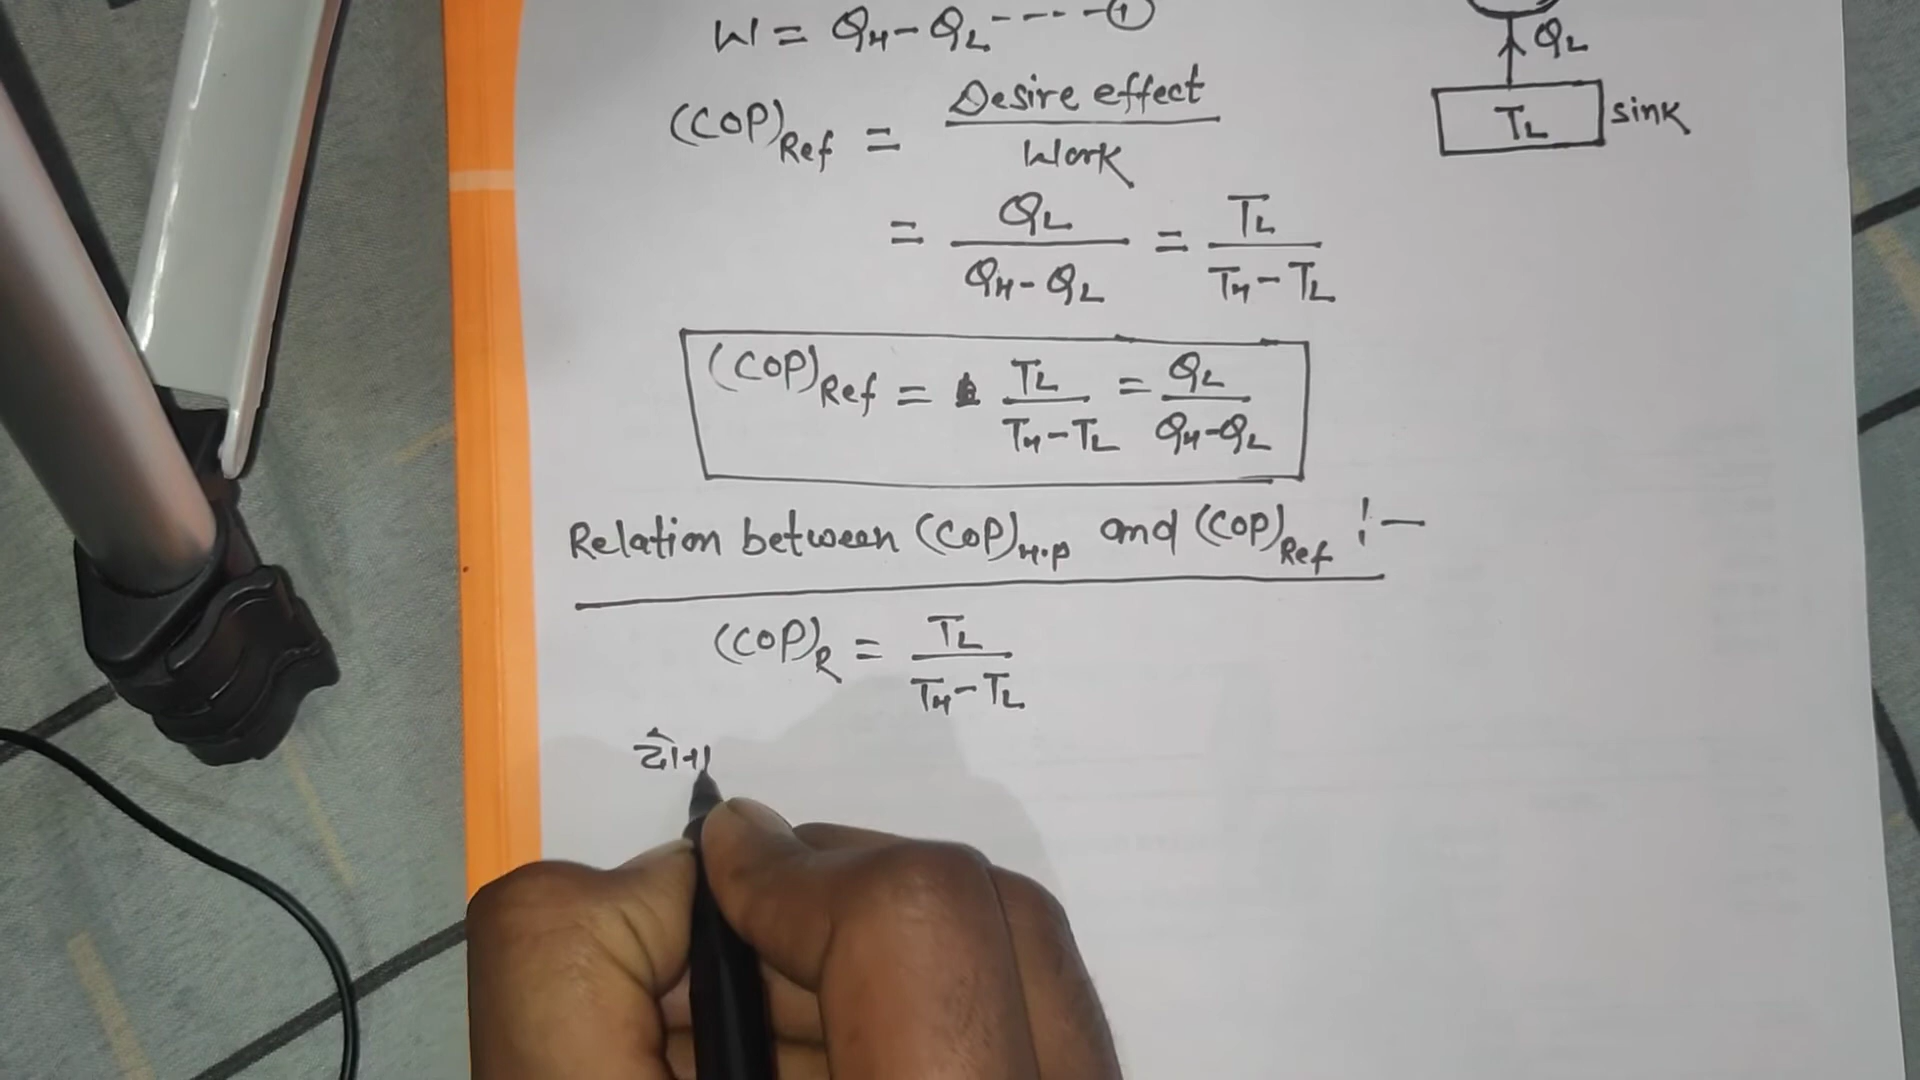 W = Q_H - Q_L ---- ①
Q_L
(COP)_Ref = Desire effect / Work
T_L sink
= Q_L / (Q_H - Q_L) = T_L / (T_H - T_L)
(COP)_Ref = T_L / (T_H - T_L) = Q_L / (Q_H - Q_L)
Relation between (COP)_H.P and (COP)_Ref :-
(COP)_R = T_L / (T_H - T_L)
दोना